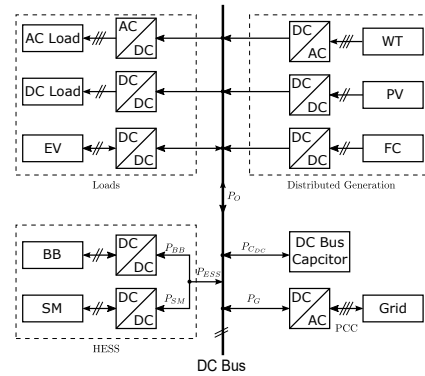 AC Load
AC
DC
DC
AC
WT
DC Load
DC
DC
DC
DC
PV
EV
DC
DC
DC
DC
FC
Loads
Distributed Generation
P_O
BB
DC
DC
P_BB
P_ESS
P_C_DC
DC Bus
Capcitor
SM
DC
DC
P_SM
P_G
DC
AC
PCC
Grid
HESS
DC Bus